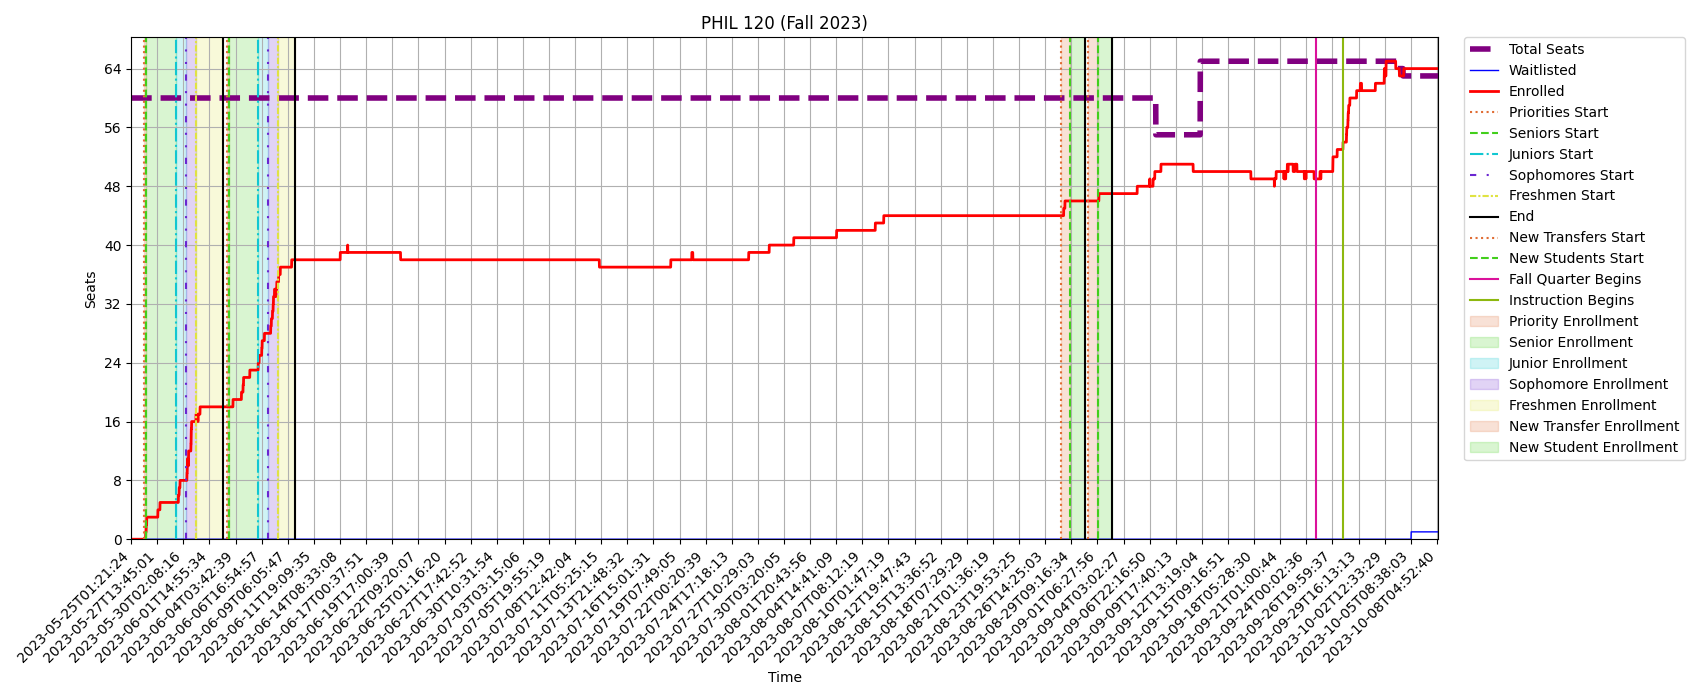 PHIL 120 (Fall 2023)
Seats
64
56
48
40
32
24
16
8
0
2023-05-25T01:21:24
2023-05-27T13:45:01
2023-05-30T02:08:16
2023-06-01T14:55:34
2023-06-04T03:42:39
2023-06-06T16:54:57
2023-06-09T06:05:47
2023-06-11T19:09:35
2023-06-14T08:33:08
2023-06-17T00:37:51
2023-06-19T17:00:39
2023-06-22T09:20:07
2023-06-25T01:16:20
2023-06-27T17:42:52
2023-06-30T10:31:54
2023-07-03T03:15:06
2023-07-05T19:55:19
2023-07-08T12:42:04
2023-07-11T05:25:15
2023-07-13T21:48:32
2023-07-16T15:01:31
2023-07-19T07:49:05
2023-07-22T00:20:39
2023-07-24T17:18:13
2023-07-27T10:29:03
2023-07-30T03:20:05
2023-08-01T20:43:56
2023-08-04T14:41:09
2023-08-07T08:12:19
2023-08-10T01:47:19
2023-08-12T19:47:43
2023-08-15T13:36:52
2023-08-18T07:29:29
2023-08-21T01:36:19
2023-08-23T19:53:25
2023-08-26T14:25:03
2023-08-29T09:16:34
2023-09-01T06:27:56
2023-09-04T03:02:27
2023-09-06T22:16:50
2023-09-09T17:40:13
2023-09-12T13:19:04
2023-09-15T09:16:51
2023-09-18T05:28:30
2023-09-21T01:00:44
2023-09-24T00:02:36
2023-09-26T19:59:37
2023-09-29T16:13:13
2023-10-02T12:33:29
2023-10-05T08:38:03
2023-10-08T04:52:40
Time
Total Seats
Waitlisted
Enrolled
Priorities Start
Seniors Start
Juniors Start
Sophomores Start
Freshmen Start
End
New Transfers Start
New Students Start
Fall Quarter Begins
Instruction Begins
Priority Enrollment
Senior Enrollment
Junior Enrollment
Sophomore Enrollment
Freshmen Enrollment
New Transfer Enrollment
New Student Enrollment